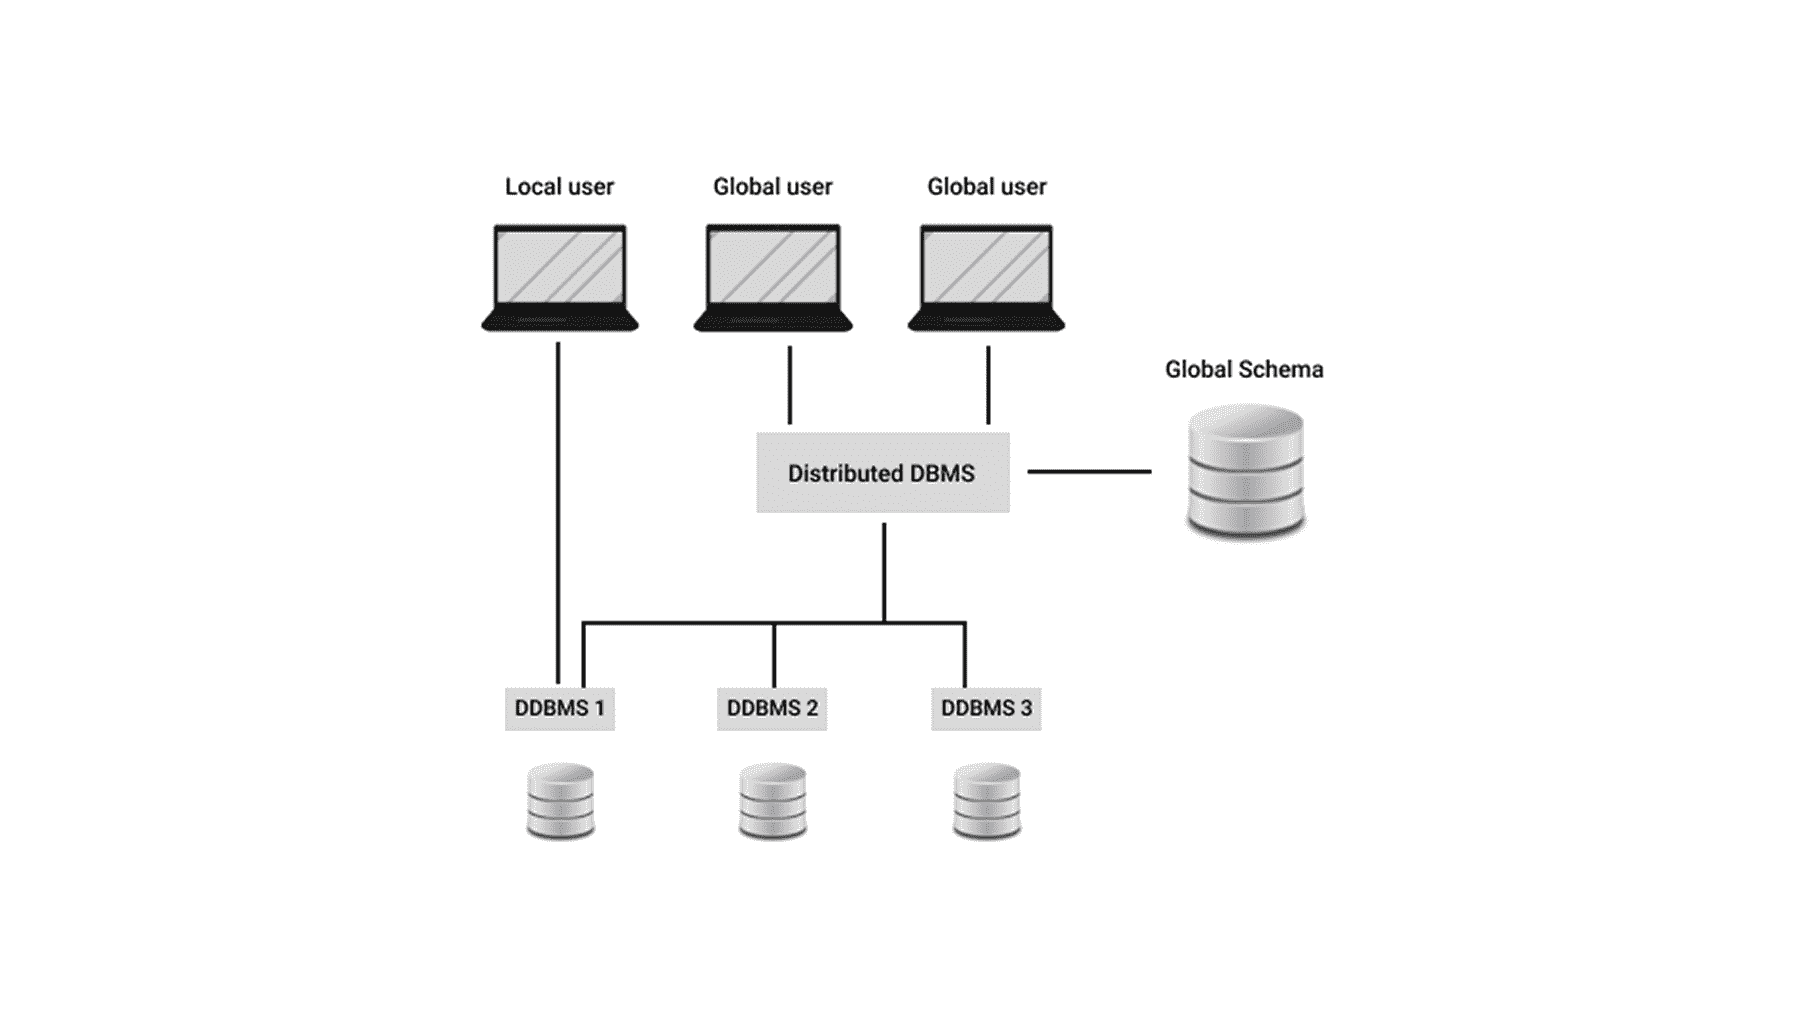 Local user
Global user
Global user
Global Schema
Distributed DBMS
DDBMS 1
DDBMS 2
DDBMS 3